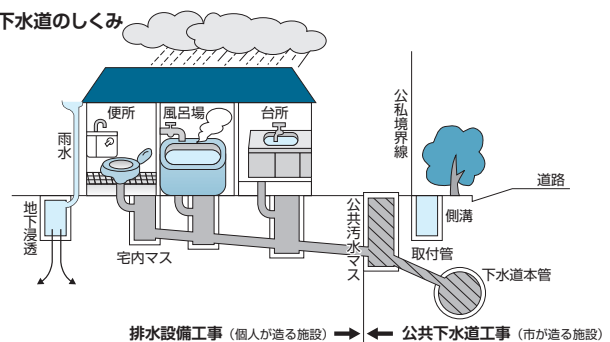 下水道のしくみ
便所
風呂場
台所
雨水
公私境界線
道路
地下浸透
宅内マス
公共汚水マス
側溝
取付管
下水道本管
排水設備工事（個人が造る施設）
公共下水道工事（市が造る施設）